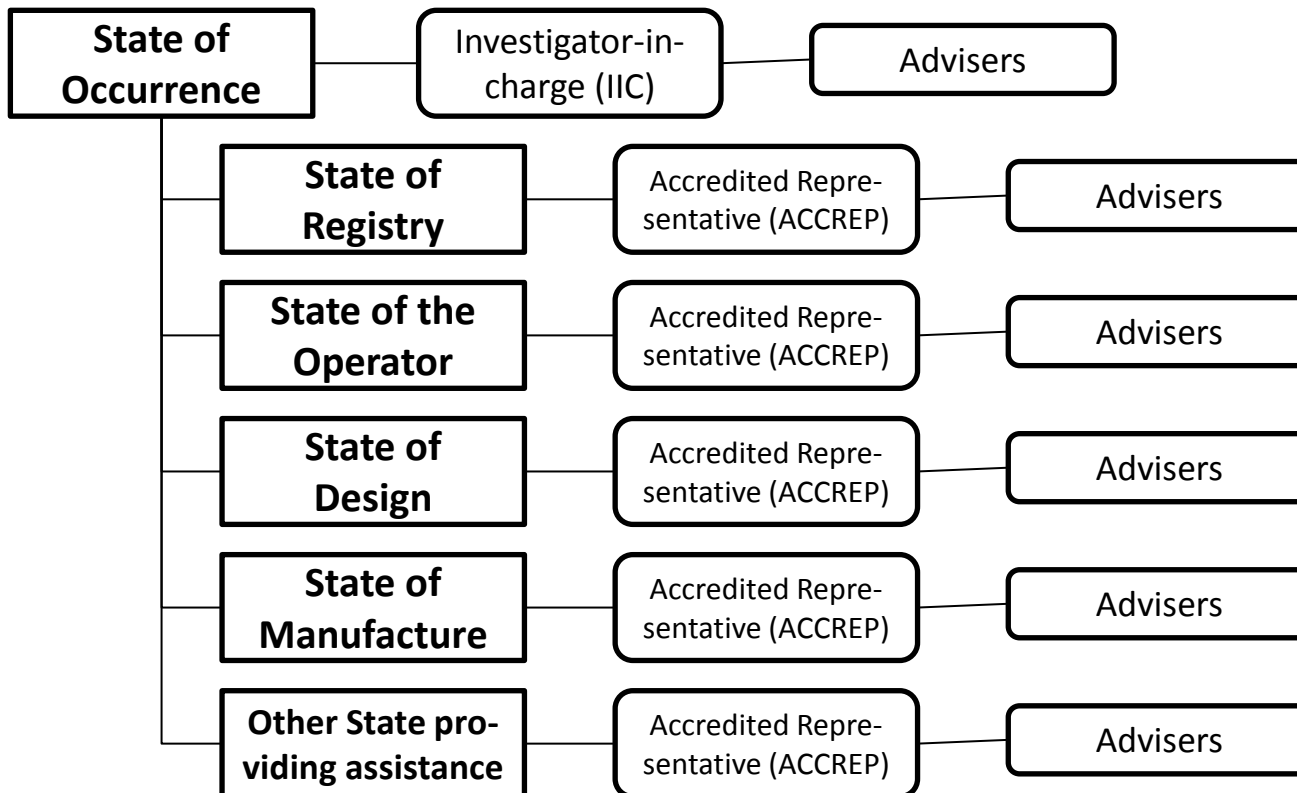 State of
Occurrence
Investigator-in-
charge (IIC)
Advisers
State of
Registry
Accredited Repre-
sentative (ACCREP)
Advisers
State of the
Operator
Accredited Repre-
sentative (ACCREP)
Advisers
State of
Design
Accredited Repre-
sentative (ACCREP)
Advisers
State of
Manufacture
Accredited Repre-
sentative (ACCREP)
Advisers
Other State pro-
viding assistance
Accredited Repre-
sentative (ACCREP)
Advisers